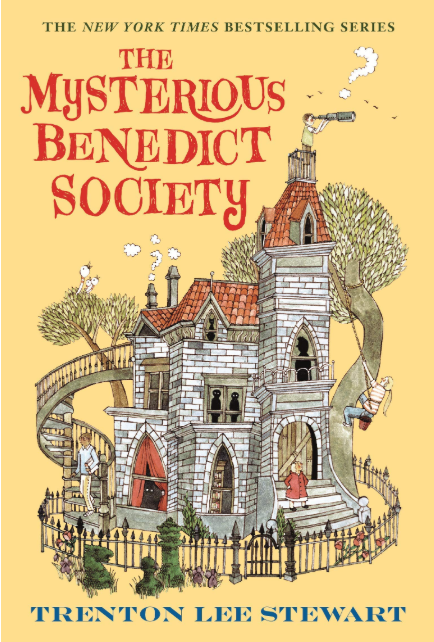 THE NEW YORK TIMES BESTSELLING SERIES
THE
MYSTERIOUS
BENEDICT
SOCIETY
TRENTON LEE STEWART